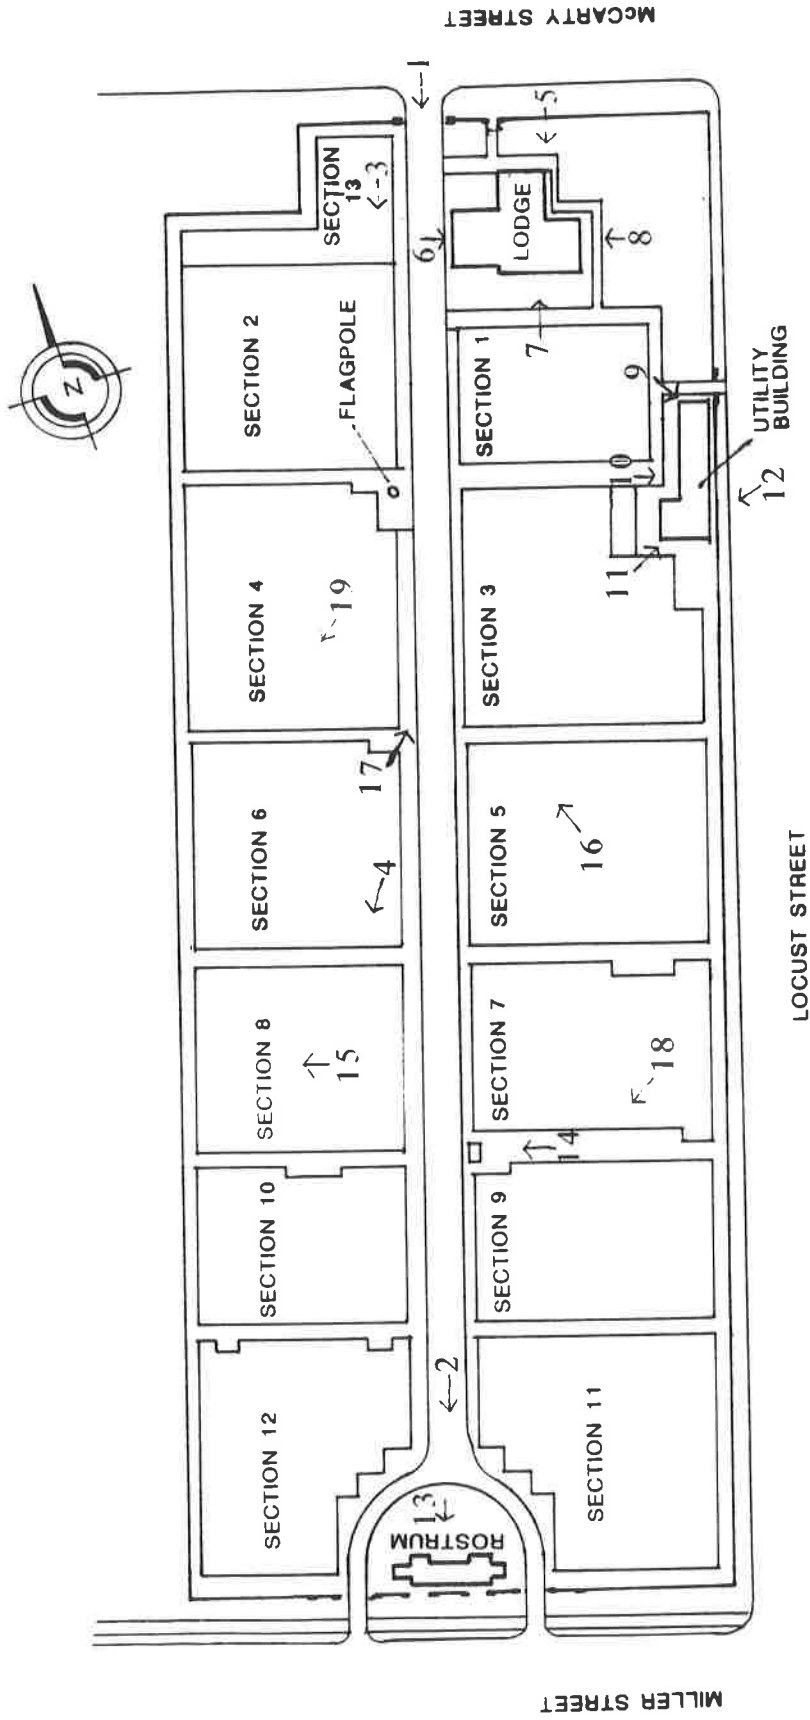 McCARTY STREET
←1
SECTION
13
←3
←5
6
LODGE
8
7
SECTION 2
FLAGPOLE
SECTION 1
9
UTILITY
BUILDING
10
12
11
SECTION 4
19
SECTION 3
17
SECTION 6
←4
SECTION 5
16
LOCUST STREET
SECTION 8
15
SECTION 7
18
14
SECTION 10
SECTION 9
←2
SECTION 12
SECTION 11
13
ROSTRUM
MILLER STREET
N